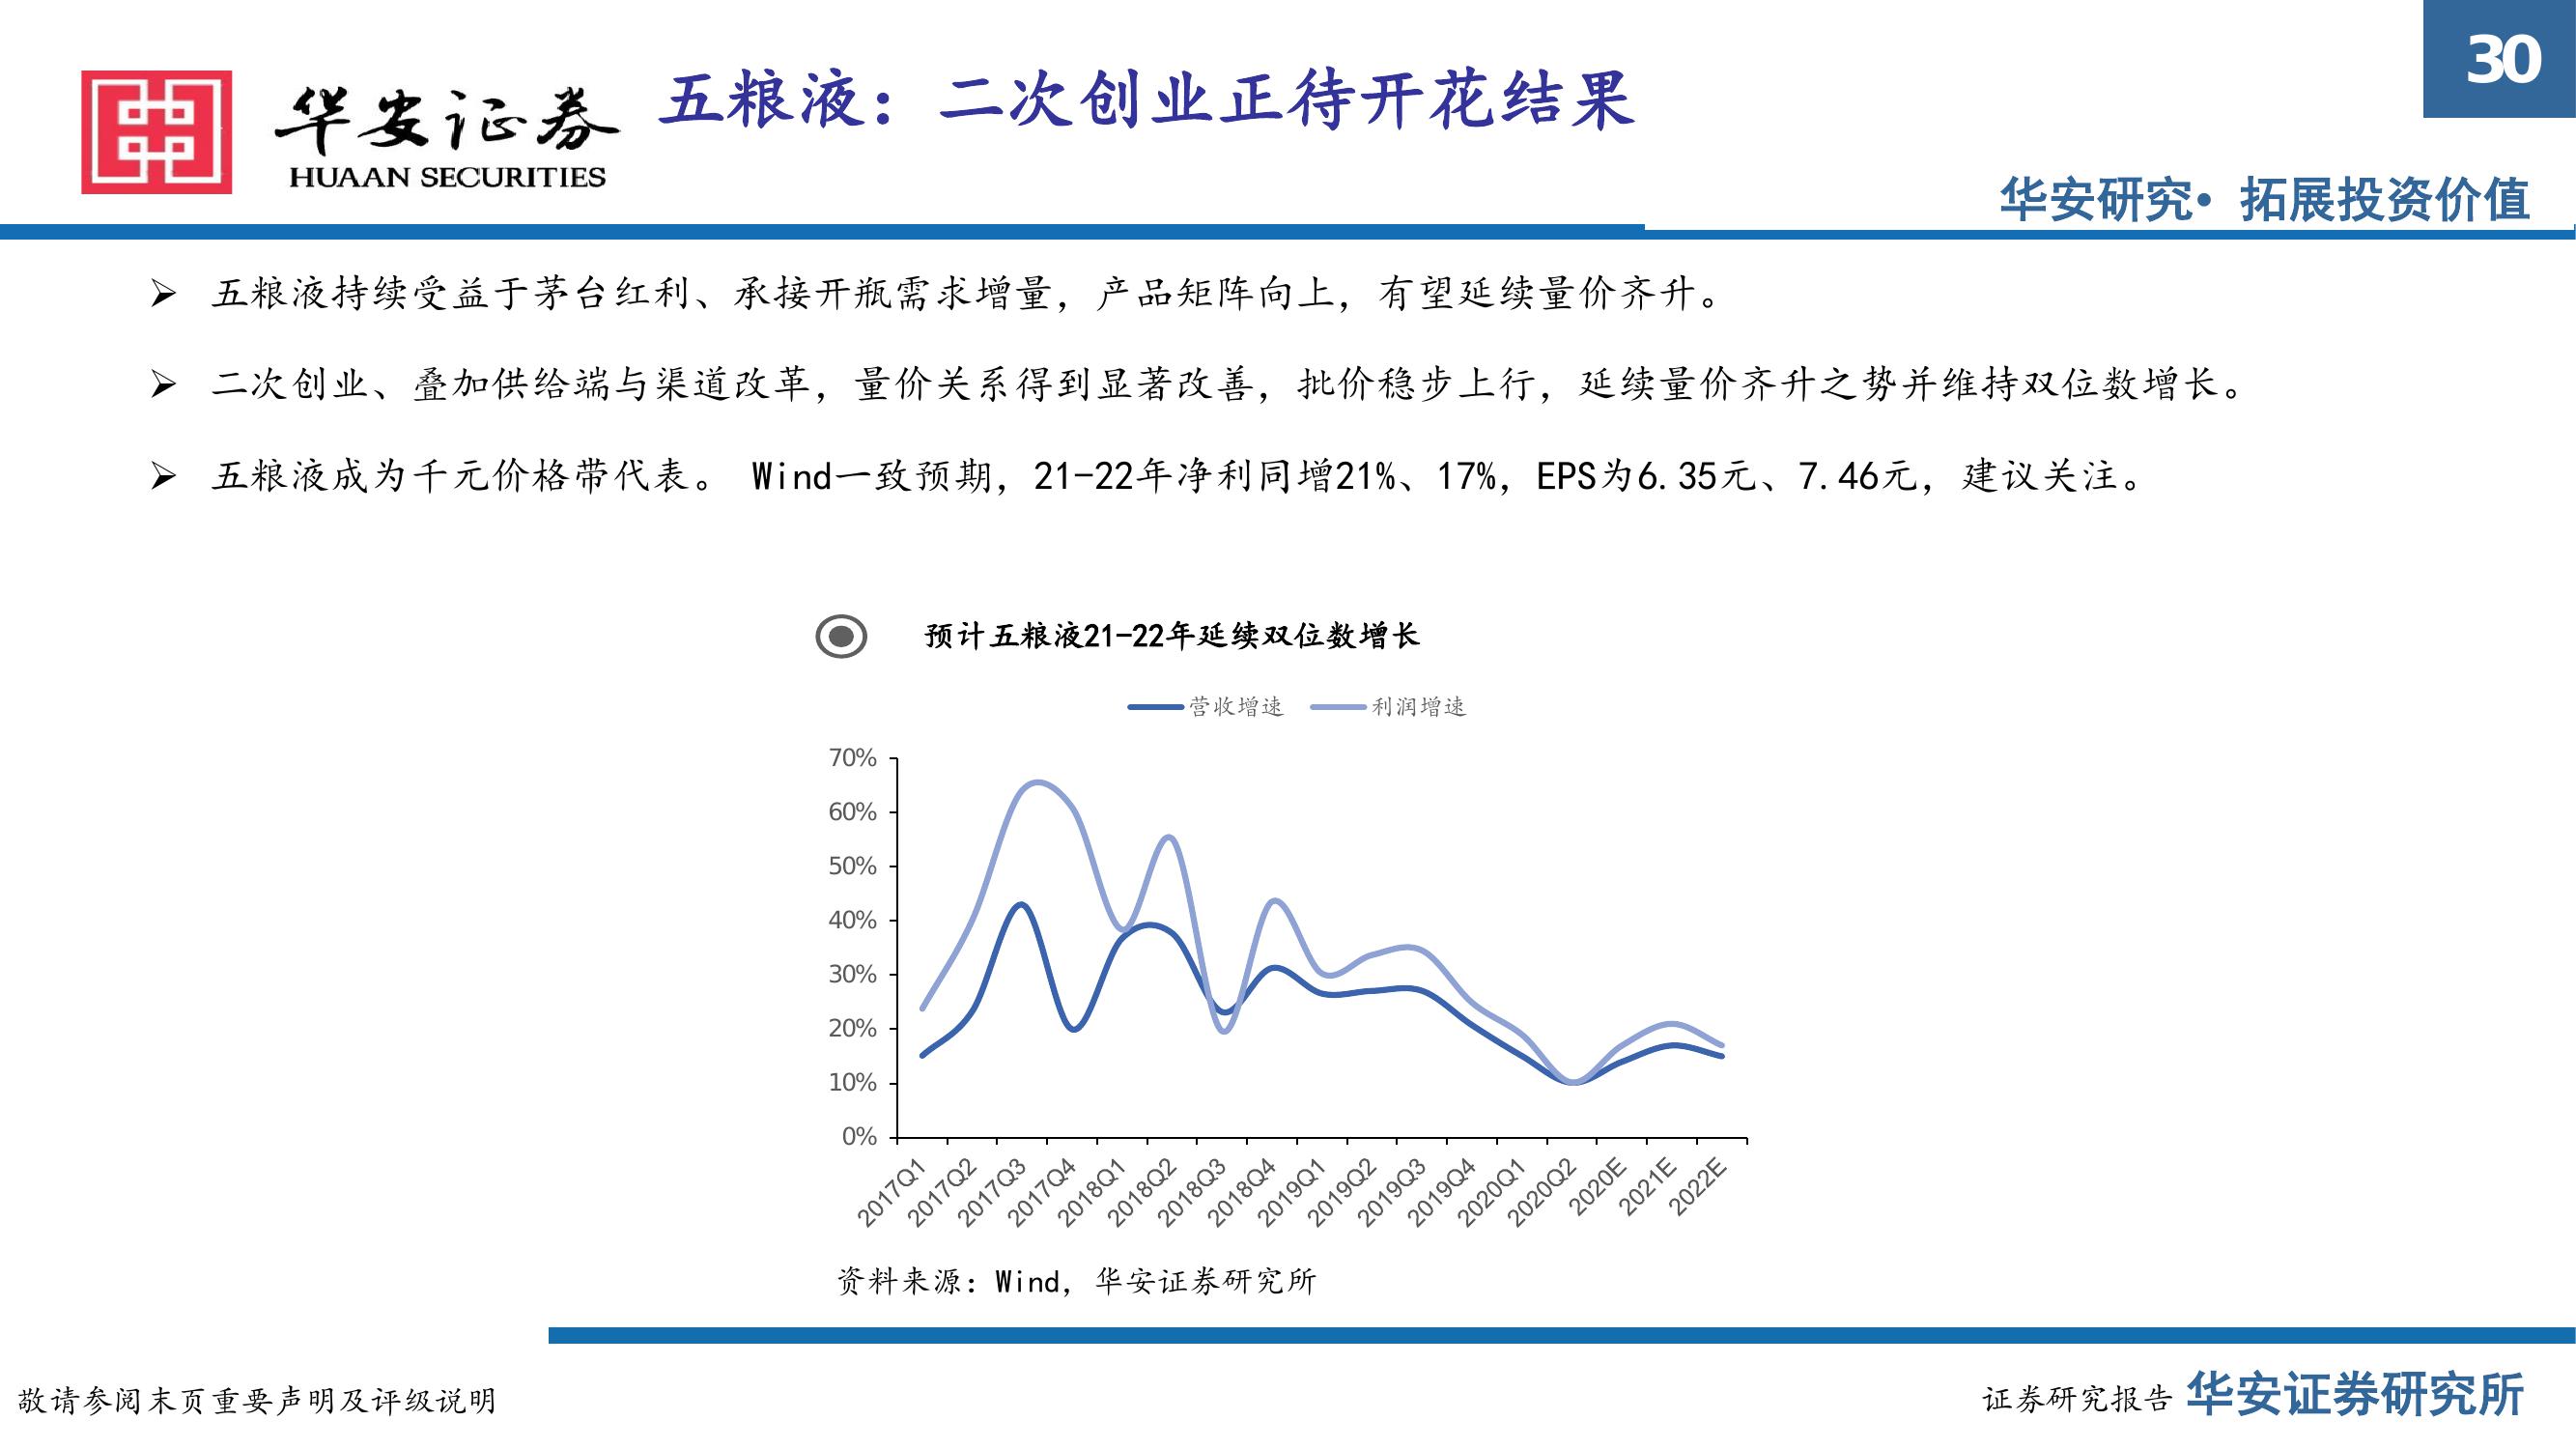 30
华安证券
HUAAN SECURITIES
五粮液：二次创业正待开花结果
华安研究• 拓展投资价值
➢ 五粮液持续受益于茅台红利、承接开瓶需求增量，产品矩阵向上，有望延续量价齐升。
➢ 二次创业、叠加供给端与渠道改革，量价关系得到显著改善，批价稳步上行，延续量价齐升之势并维持双位数增长。
➢ 五粮液成为千元价格带代表。 Wind一致预期，21-22年净利同增21%、17%，EPS为6.35元、7.46元，建议关注。
预计五粮液21-22年延续双位数增长
营收增速 利润增速
70%
60%
50%
40%
30%
20%
10%
0%
2017Q1 2017Q2 2017Q3 2017Q4 2018Q1 2018Q2 2018Q3 2018Q4 2019Q1 2019Q2 2019Q3 2019Q4 2020Q1 2020Q2 2020E 2021E 2022E
资料来源：Wind，华安证券研究所
敬请参阅末页重要声明及评级说明
证券研究报告 华安证券研究所